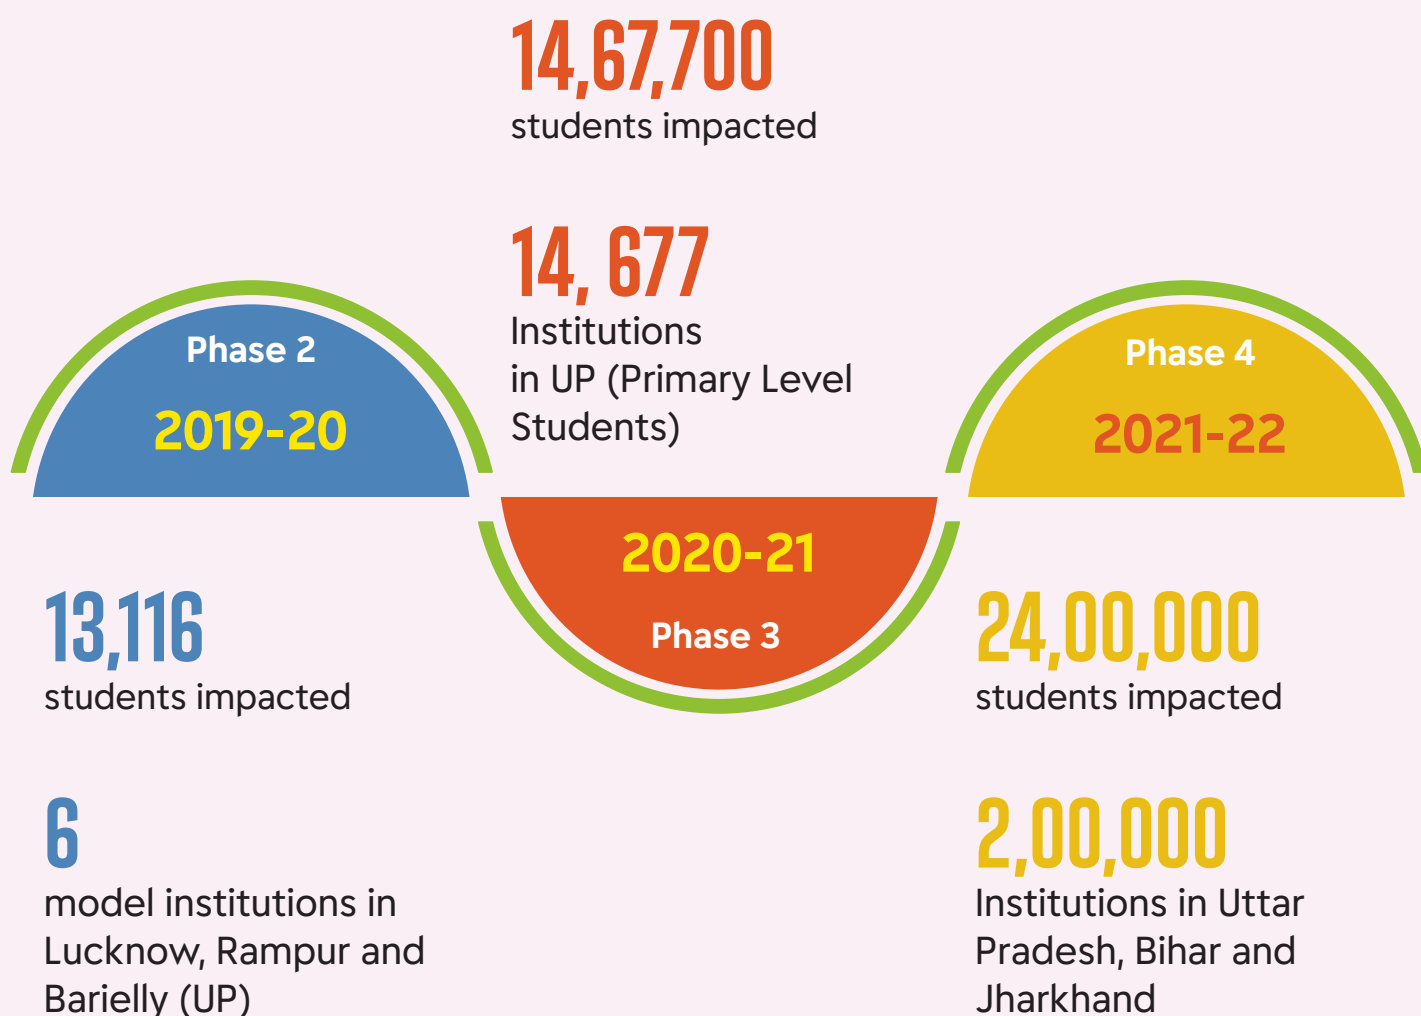 Phase 2
2019-20
13,116
students impacted
6
model institutions in
Lucknow, Rampur and
Barielly (UP)
14,67,700
students impacted
14, 677
Institutions
in UP (Primary Level
Students)
2020-21
Phase 3
Phase 4
2021-22
24,00,000
students impacted
2,00,000
Institutions in Uttar
Pradesh, Bihar and
Jharkhand